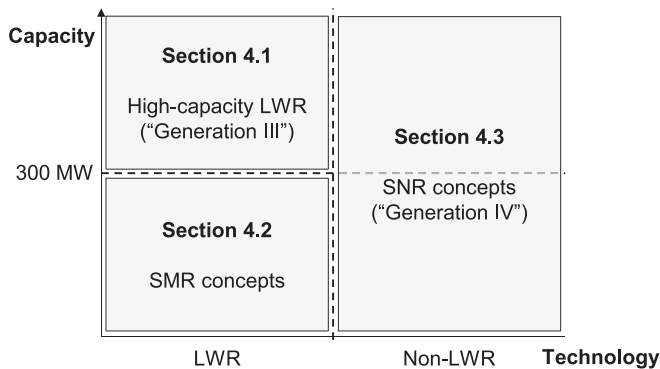 Capacity
Section 4.1
High-capacity LWR
(“Generation III”)
Section 4.3
300 MW
SNR concepts
(“Generation IV”)
Section 4.2
SMR concepts
LWR
Non-LWR
Technology